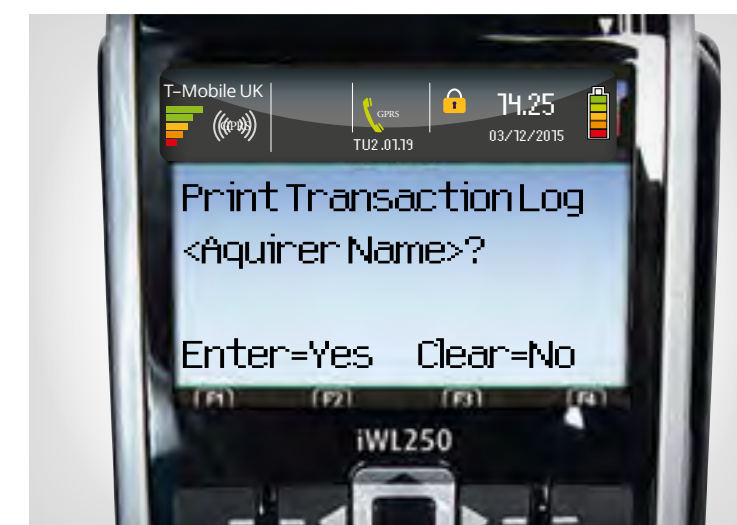 T-Mobile UK
GPRS
GPRS
TU2.01.19
14.25
03/12/2015
Print Transaction Log
<Aquirer Name>?
Enter=Yes Clear=No
F1 F2 F3 F4
iWL250